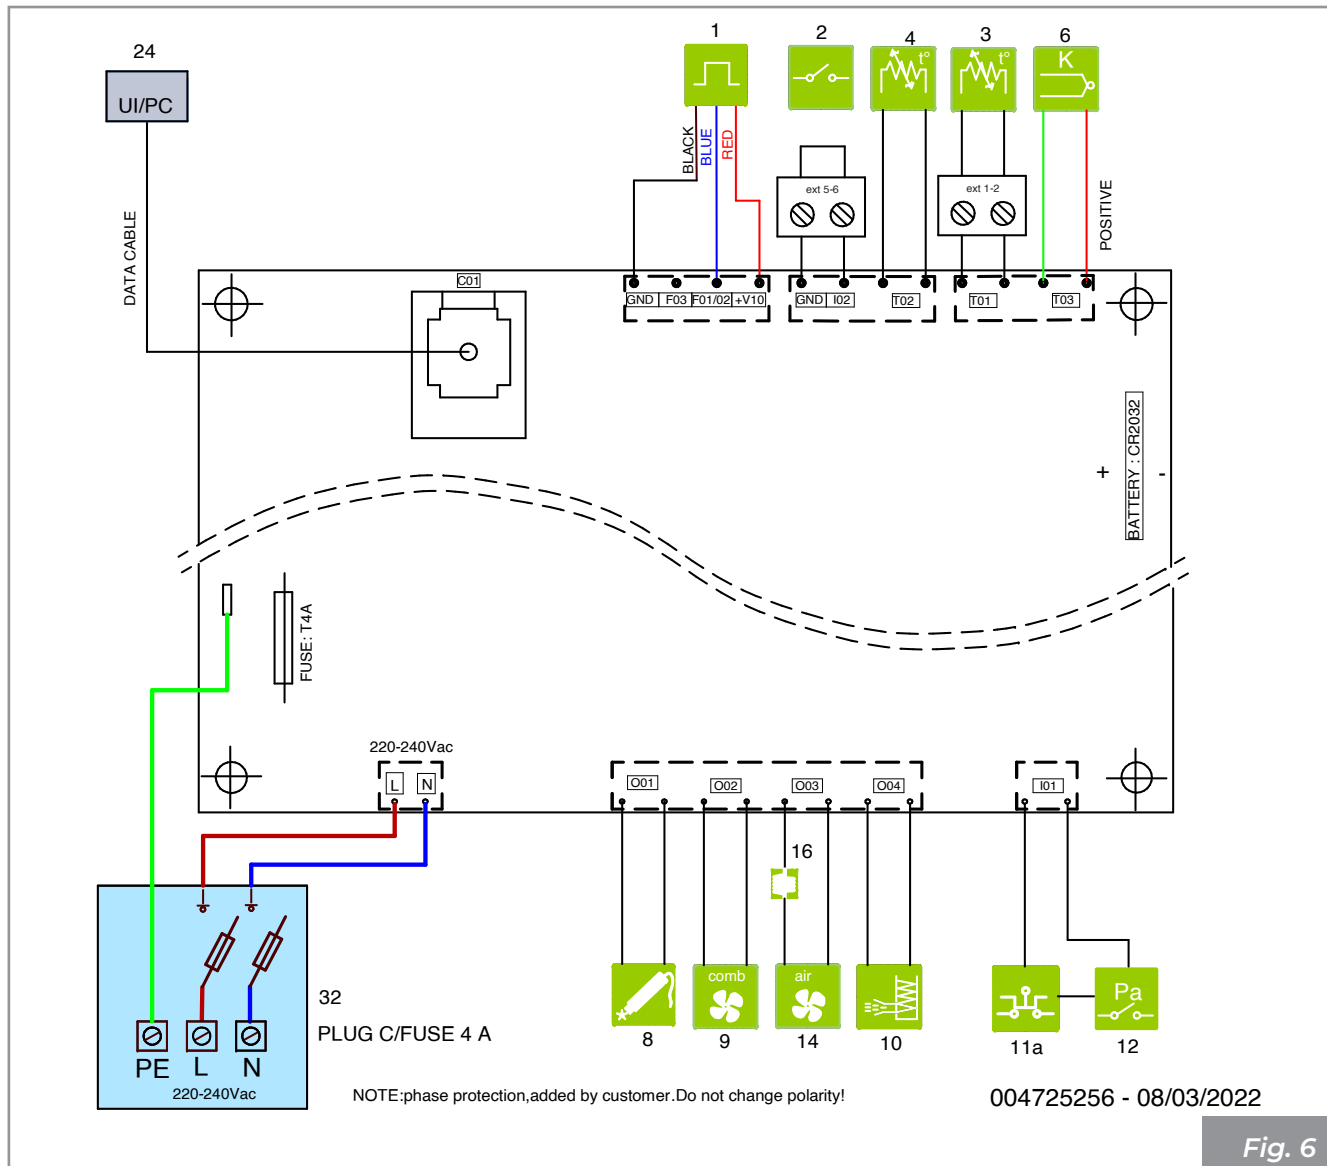 24
1
2
4
3
6
UI/PC
t°
t°
K
BLACK
BLUE
RED
ext 5-6
ext 1-2
POSITIVE
DATA CABLE
C01
GND
F03
F01/02
+V10
GND
I02
T02
T01
T03
+
-
BATTERY : CR2032
FUSE: T4A
220-240Vac
L
N
O01
O02
O03
O04
I01
16
comb
air
Pa
8
9
14
10
11a
12
32
PLUG C/FUSE 4 A
PE
L
N
220-240Vac
NOTE:phase protection,added by customer.Do not change polarity!
004725256 - 08/03/2022
Fig. 6